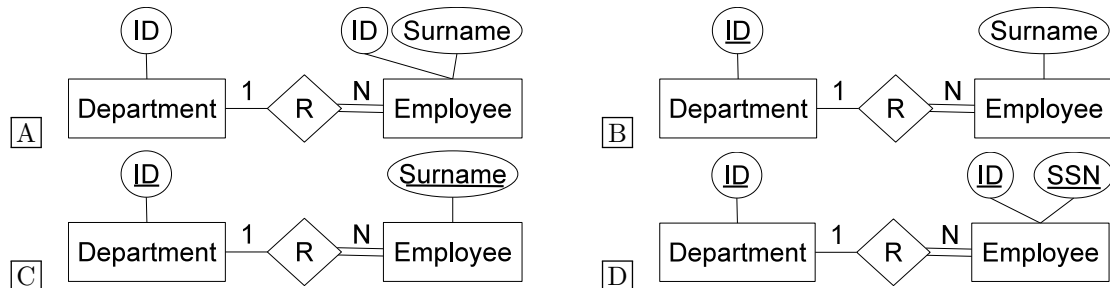 ID ID Surname
Department 1 R N Employee
A
ID Surname
Department 1 R N Employee
B
ID Surname
Department 1 R N Employee
C
ID ID SSN
Department 1 R N Employee
D